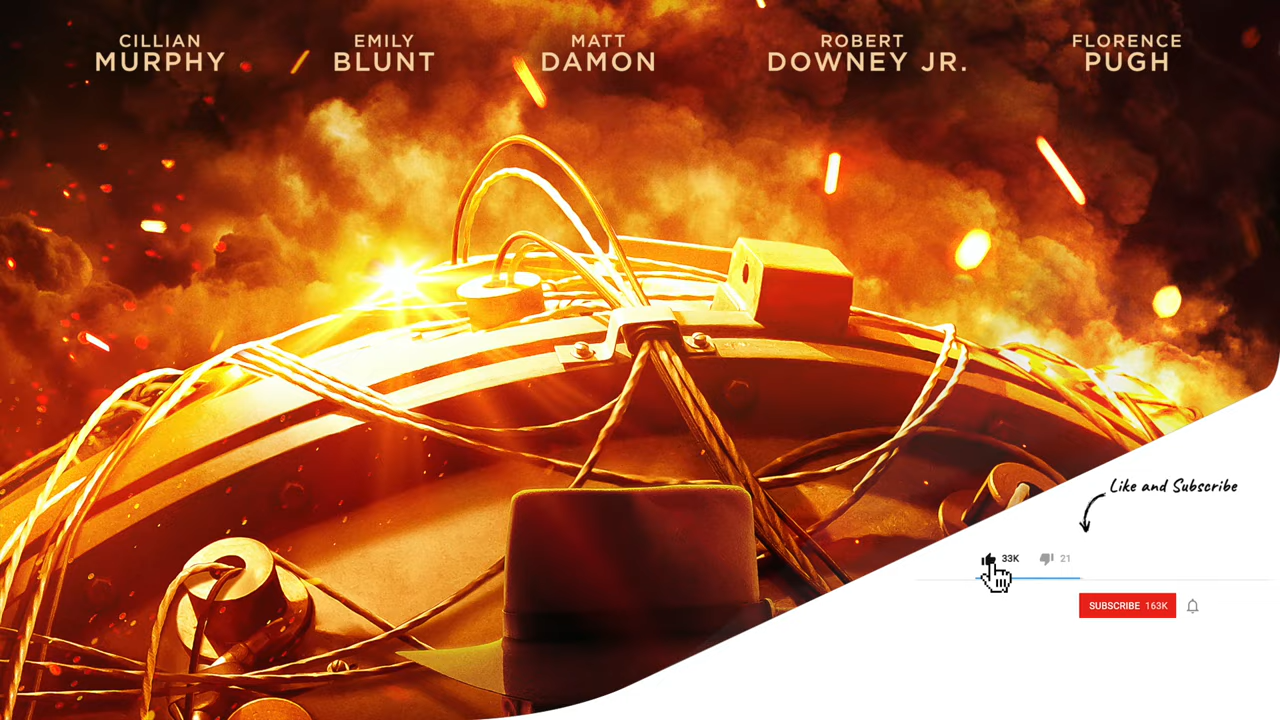 CILLIAN
MURPHY
EMILY
BLUNT
MATT
DAMON
ROBERT
DOWNEY JR.
FLORENCE
PUGH
Like and Subscribe
33K 21
SUBSCRIBE 163K